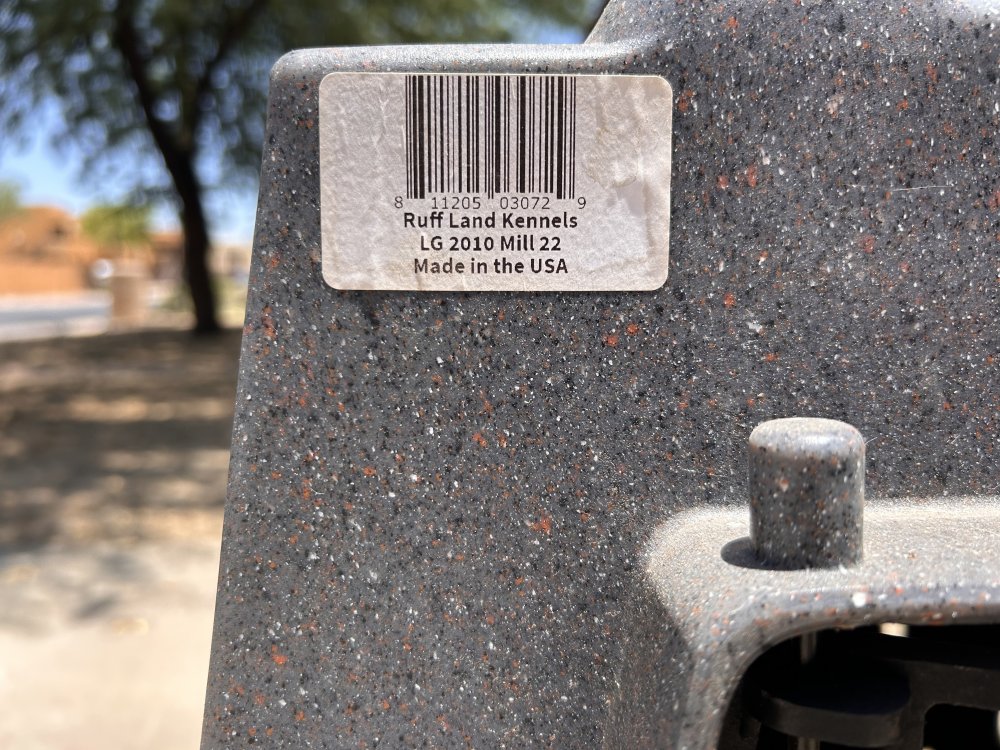 8 11205 03072 9
Ruff Land Kennels
LG 2010 Mill 22
Made in the USA